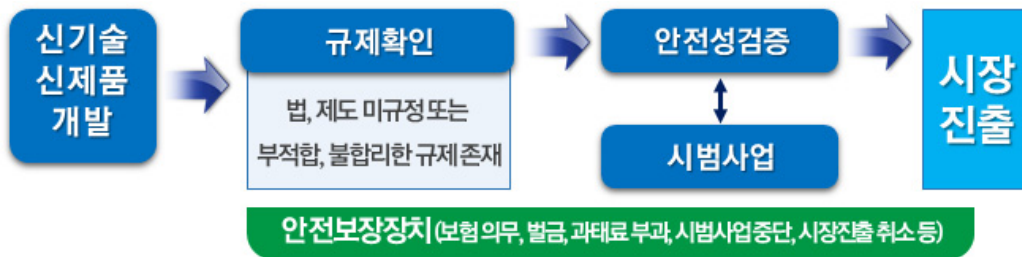 신기술
신제품
개발
규제확인
법, 제도 미규정 또는
부적합, 불합리한 규제 존재
안전성검증
시범사업
시장
진출
안전보장장치 (보험 의무, 벌금, 과태료 부과, 시범사업 중단, 시장진출 취소 등)